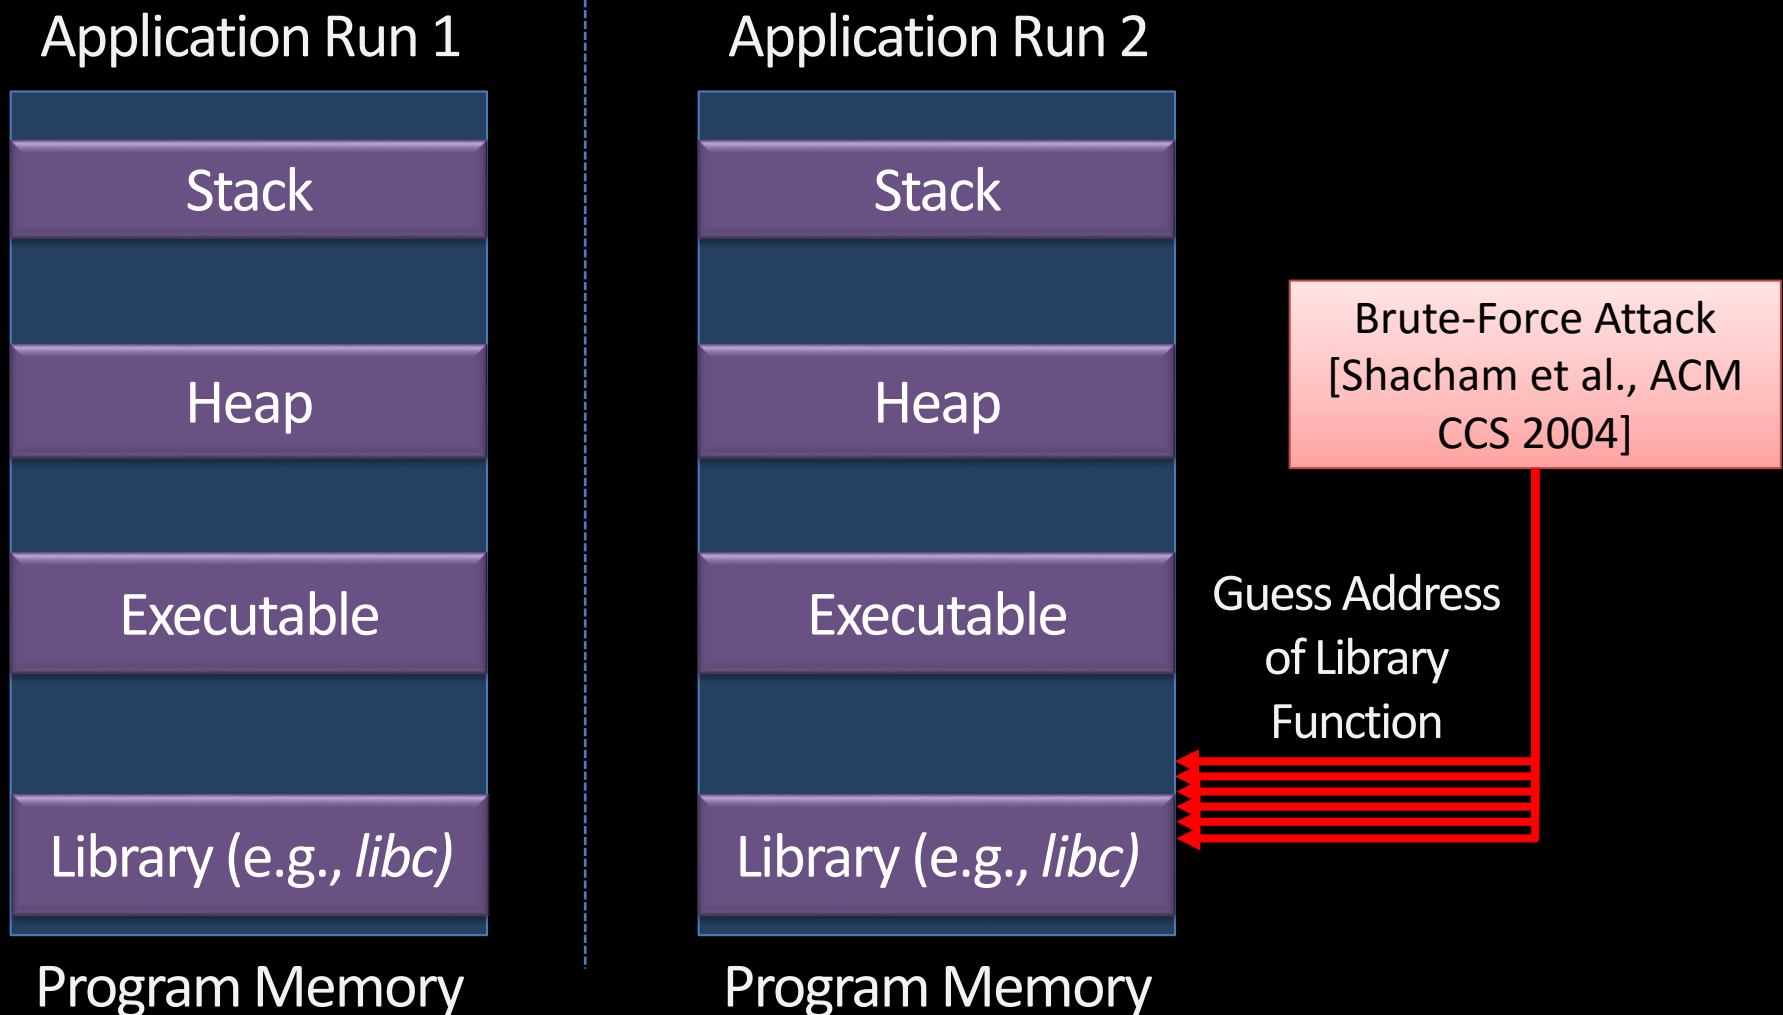 Application Run 1
Stack
Heap
Executable
Library (e.g., libc)
Program Memory
Application Run 2
Stack
Heap
Executable
Library (e.g., libc)
Program Memory
Brute-Force Attack
[Shacham et al., ACM
CCS 2004]
Guess Address
of Library
Function